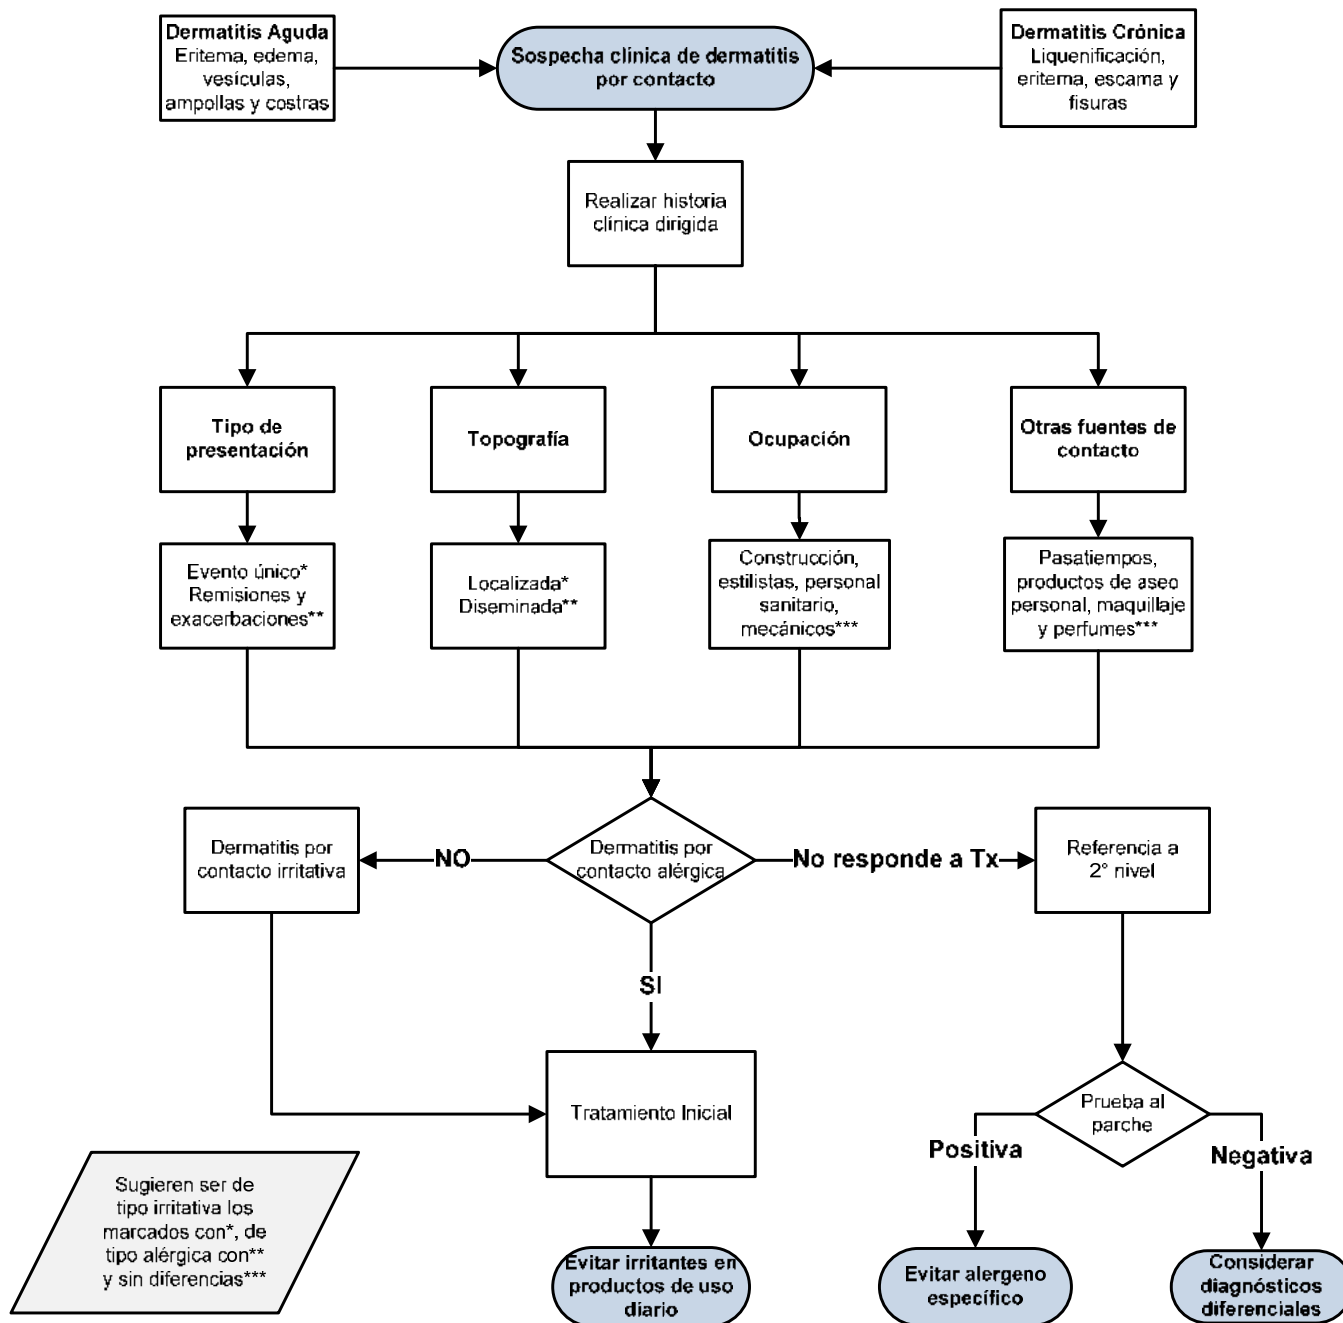 Dermatitis Aguda
Eritema, edema,
vesículas,
ampollas y costras
Sospecha clínica de dermatitis
por contacto
Dermatitis Crónica
Liquenificación,
eritema, escama y
fisuras
Realizar historia
clínica dirigida
Tipo de
presentación
Topografía
Ocupación
Otras fuentes de
contacto
Evento único*
Remisiones y
exacerbaciones**
Localizada*
Diseminada**
Construcción,
estilistas, personal
sanitario,
mecánicos***
Pasatiempos,
productos de aseo
personal, maquillaje
y perfumes***
Dermatitis por
contacto irritativa
NO
Dermatitis por
contacto alérgica
No responde a Tx
Referencia a
2° nivel
SI
Tratamiento Inicial
Prueba al
parche
Positiva
Negativa
Sugieren ser de
tipo irritativa los
marcados con*, de
tipo alérgica con**
y sin diferencias***
Evitar irritantes en
productos de uso
diario
Evitar alergeno
específico
Considerar
diagnósticos
diferenciales